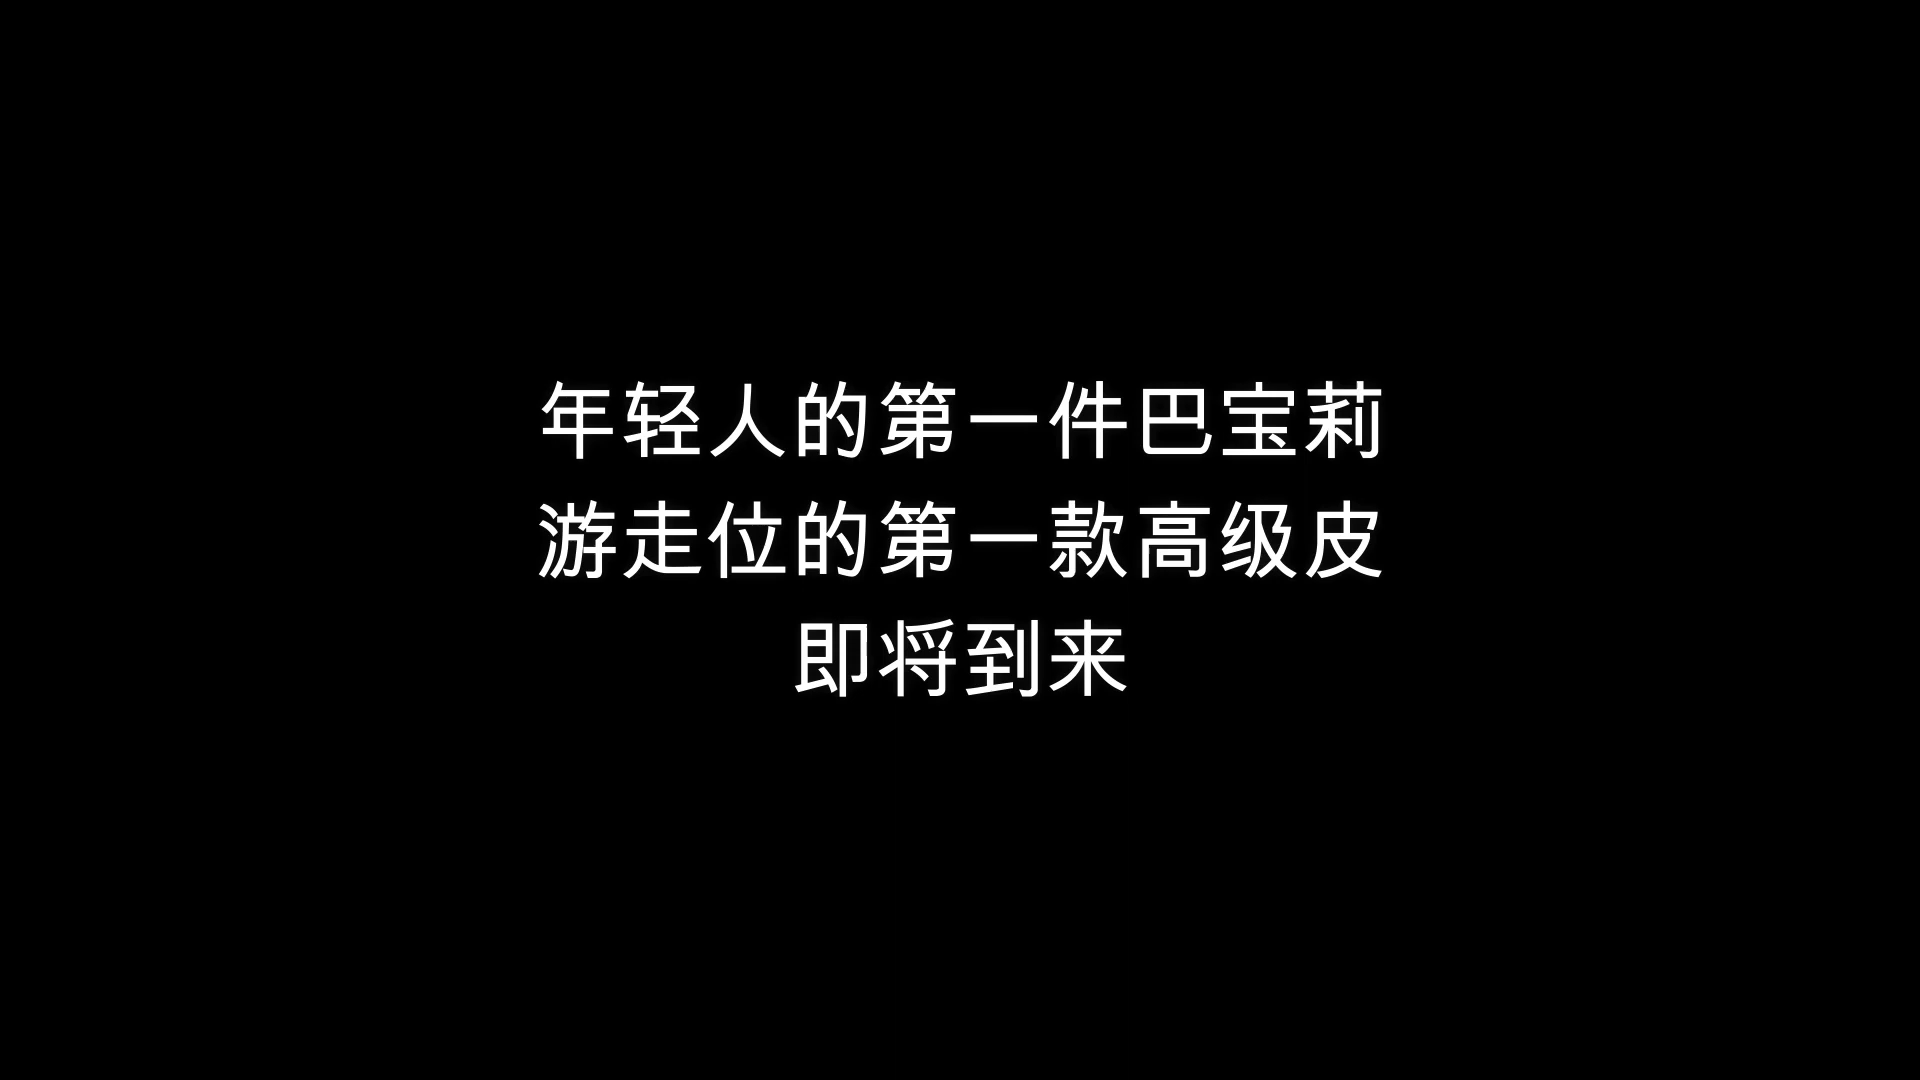 年轻人的第一件巴宝莉
游走位的第一款高级皮
即将到来